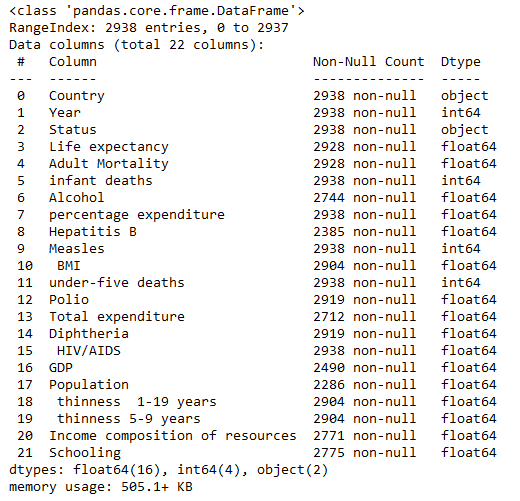 <class 'pandas.core.frame.DataFrame'>
RangeIndex: 2938 entries, 0 to 2937
Data columns (total 22 columns):
 #   Column                           Non-Null Count  Dtype
---  ------                           --------------  -----
 0   Country                          2938 non-null   object
 1   Year                             2938 non-null   int64
 2   Status                           2938 non-null   object
 3   Life expectancy                  2928 non-null   float64
 4   Adult Mortality                  2928 non-null   float64
 5   infant deaths                    2938 non-null   int64
 6   Alcohol                          2744 non-null   float64
 7   percentage expenditure           2938 non-null   float64
 8   Hepatitis B                      2385 non-null   float64
 9   Measles                          2938 non-null   int64
 10   BMI                             2904 non-null   float64
 11  under-five deaths                2938 non-null   int64
 12  Polio                            2919 non-null   float64
 13  Total expenditure                2712 non-null   float64
 14  Diphtheria                       2919 non-null   float64
 15   HIV/AIDS                        2938 non-null   float64
 16  GDP                              2490 non-null   float64
 17  Population                       2286 non-null   float64
 18   thinness  1-19 years            2904 non-null   float64
 19   thinness 5-9 years              2904 non-null   float64
 20  Income composition of resources  2771 non-null   float64
 21  Schooling                        2775 non-null   float64
dtypes: float64(16), int64(4), object(2)
memory usage: 505.1+ KB